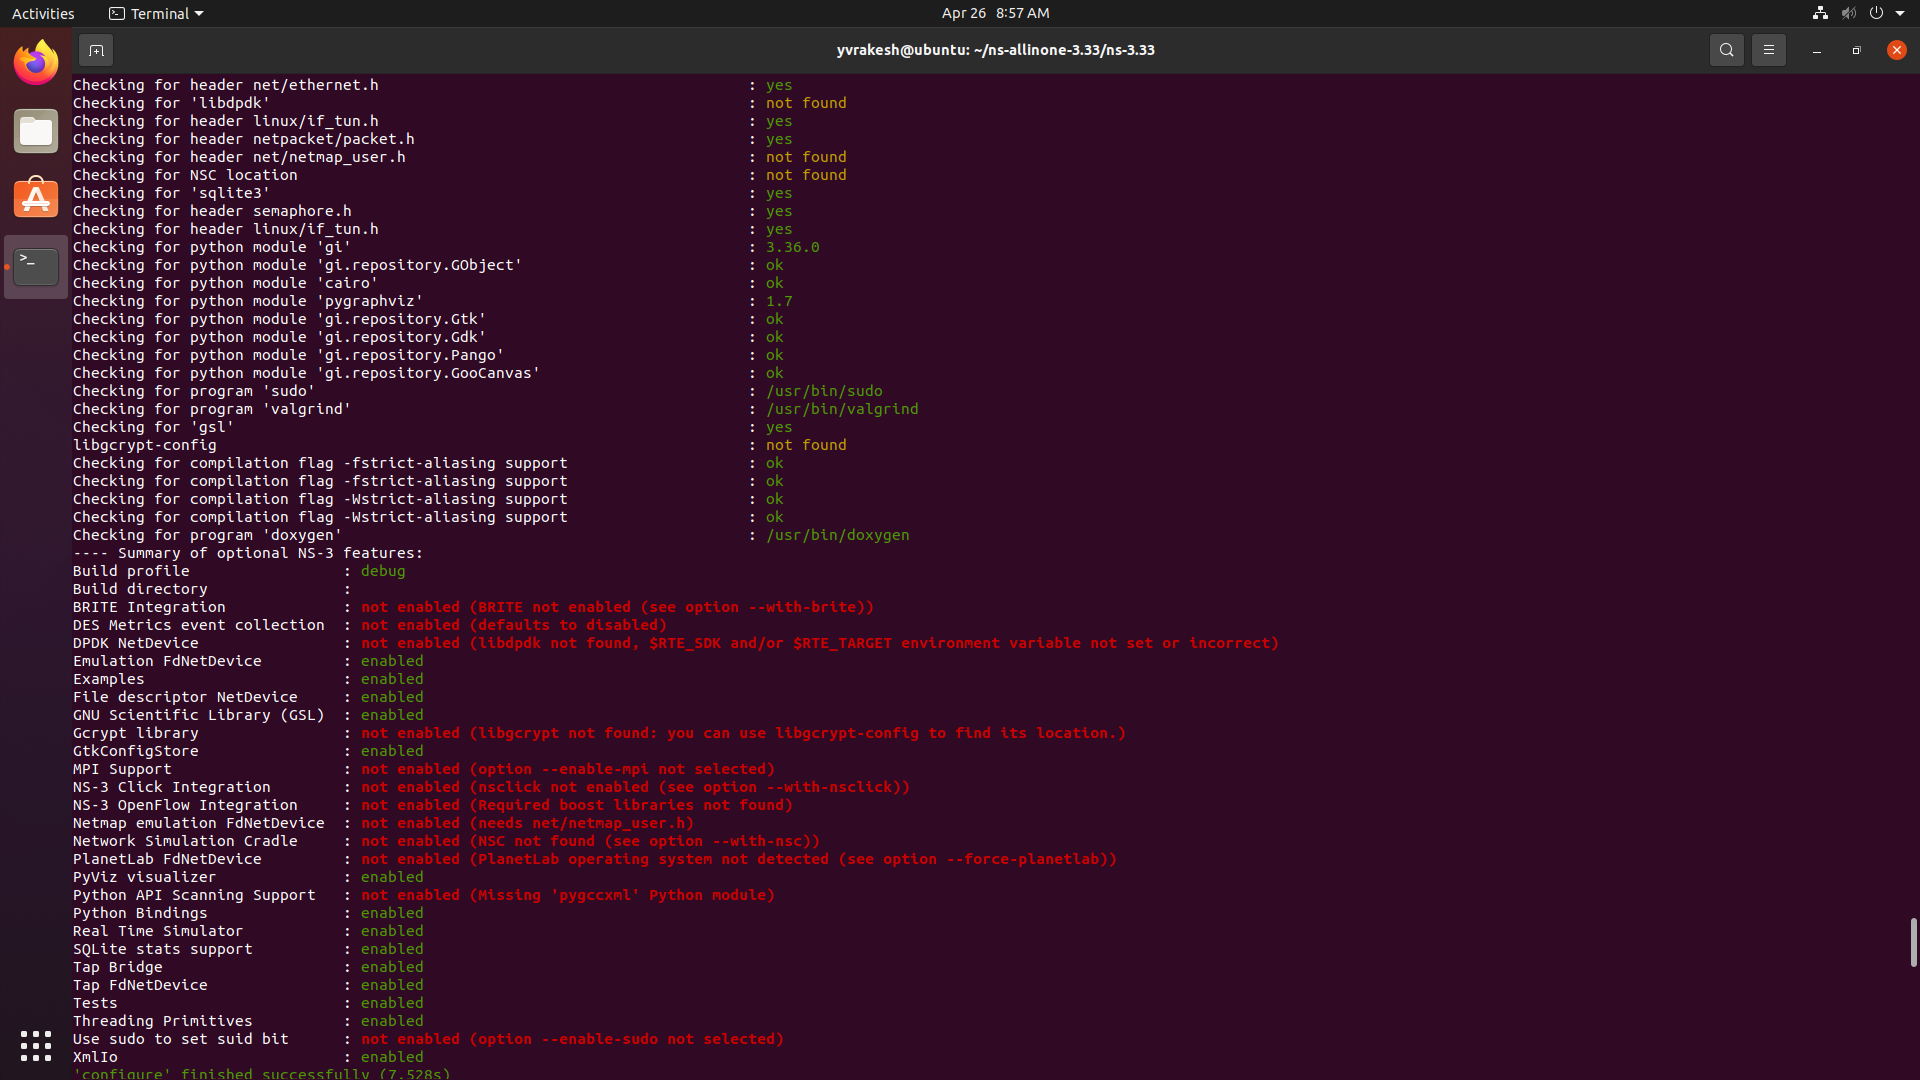 Activities Terminal Apr 26 8:57 AM
yvrakesh@ubuntu: ~/ns-allinone-3.33/ns-3.33
Checking for header net/ethernet.h : yes
Checking for 'libdpdk' : not found
Checking for header linux/if_tun.h : yes
Checking for header netpacket/packet.h : yes
Checking for header net/netmap_user.h : not found
Checking for NSC location : not found
Checking for 'sqlite3' : yes
Checking for header semaphore.h : yes
Checking for header linux/if_tun.h : yes
Checking for python module 'gi' : 3.36.0
Checking for python module 'gi.repository.GObject' : ok
Checking for python module 'cairo' : ok
Checking for python module 'pygraphviz' : 1.7
Checking for python module 'gi.repository.Gtk' : ok
Checking for python module 'gi.repository.Gdk' : ok
Checking for python module 'gi.repository.Pango' : ok
Checking for python module 'gi.repository.GooCanvas' : ok
Checking for program 'sudo' : /usr/bin/sudo
Checking for program 'valgrind' : /usr/bin/valgrind
Checking for 'gsl' : yes
libgcrypt-config : not found
Checking for compilation flag -fstrict-aliasing support : ok
Checking for compilation flag -fstrict-aliasing support : ok
Checking for compilation flag -Wstrict-aliasing support : ok
Checking for compilation flag -Wstrict-aliasing support : ok
Checking for program 'doxygen' : /usr/bin/doxygen
---- Summary of optional NS-3 features:
Build profile : debug
Build directory :
BRITE Integration : not enabled (BRITE not enabled (see option --with-brite))
DES Metrics event collection : not enabled (defaults to disabled)
DPDK NetDevice : not enabled (libdpdk not found, $RTE_SDK and/or $RTE_TARGET environment variable not set or incorrect)
Emulation FdNetDevice : enabled
Examples : enabled
File descriptor NetDevice : enabled
GNU Scientific Library (GSL) : enabled
Gcrypt library : not enabled (libgcrypt not found: you can use libgcrypt-config to find its location.)
GtkConfigStore : enabled
MPI Support : not enabled (option --enable-mpi not selected)
NS-3 Click Integration : not enabled (nsclick not enabled (see option --with-nsclick))
NS-3 OpenFlow Integration : not enabled (Required boost libraries not found)
Netmap emulation FdNetDevice : not enabled (needs net/netmap_user.h)
Network Simulation Cradle : not enabled (NSC not found (see option --with-nsc))
PlanetLab FdNetDevice : not enabled (PlanetLab operating system not detected (see option --force-planetlab))
PyViz visualizer : enabled
Python API Scanning Support : not enabled (Missing 'pygccxml' Python module)
Python Bindings : enabled
Real Time Simulator : enabled
SQLite stats support : enabled
Tap Bridge : enabled
Tap FdNetDevice : enabled
Tests : enabled
Threading Primitives : enabled
Use sudo to set suid bit : not enabled (option --enable-sudo not selected)
XmlIo : enabled
'configure' finished successfully (7.528s)